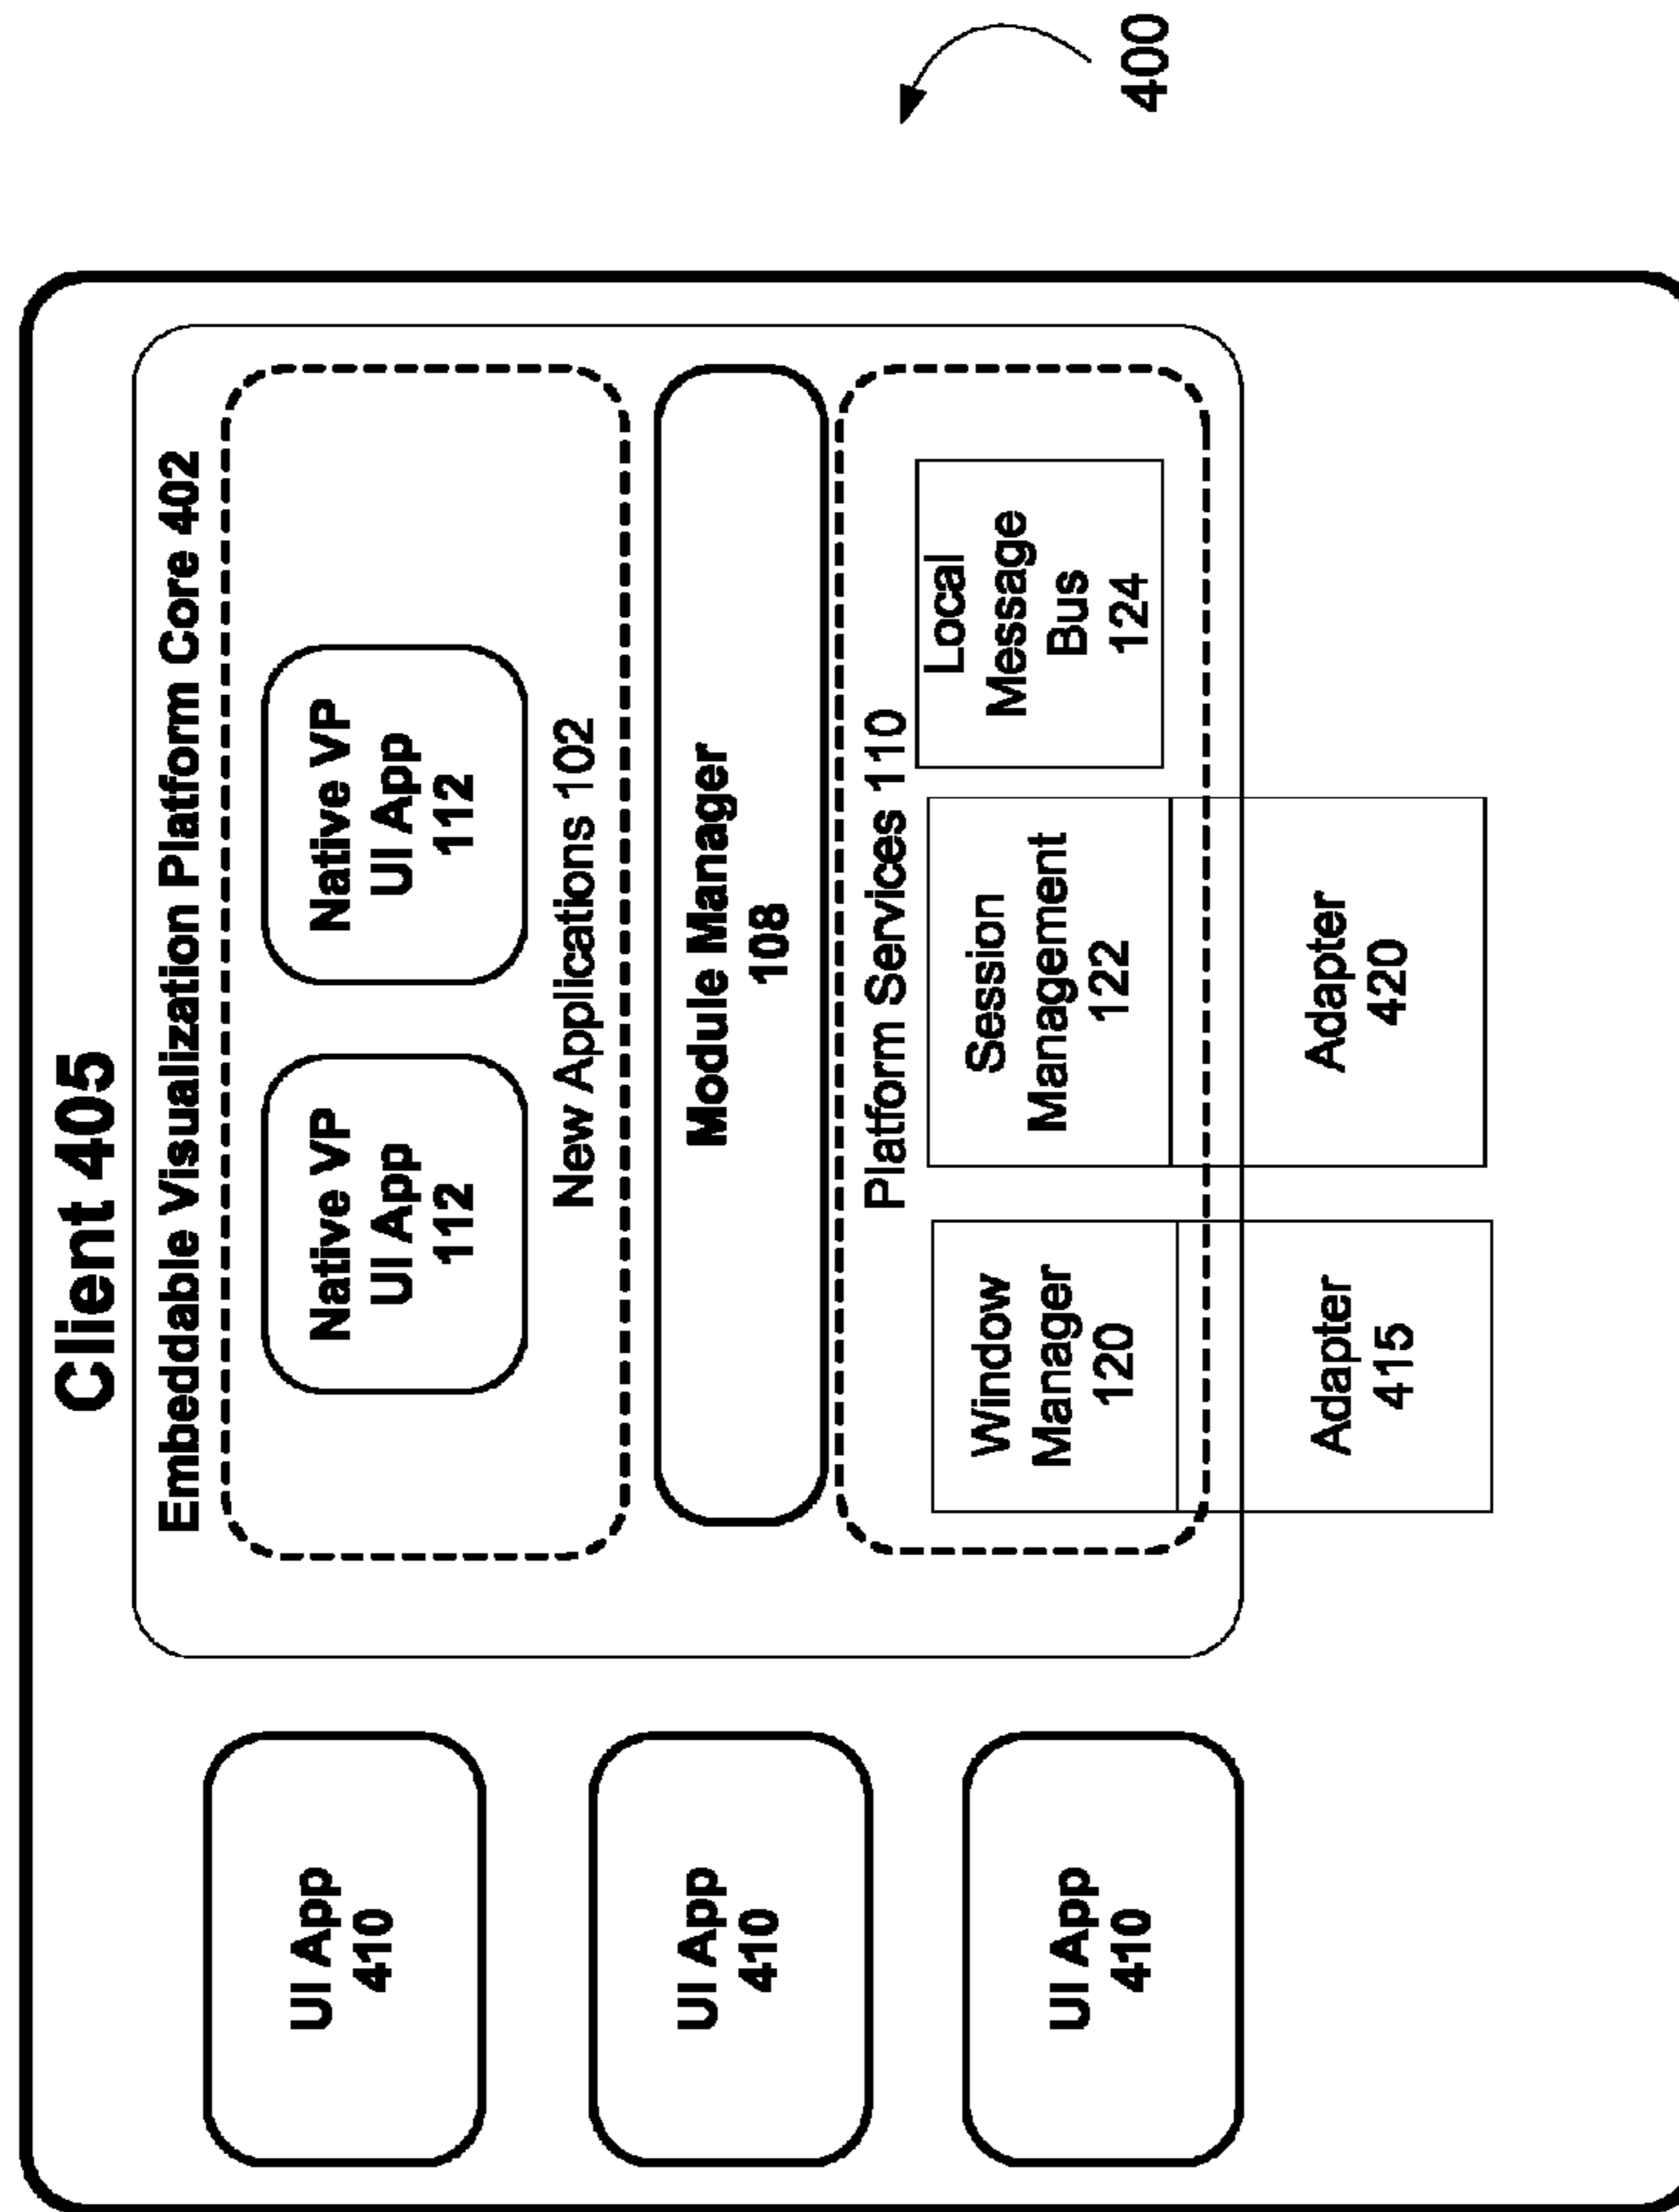 Client 405
Embeddable Visualization Platform Core 402
UI App
410
UI App
410
UI App
410
Native VP
UI App
112
Native VP
UI App
112
New Applications 102
Module Manager
108
Platform Services 110
Window
Manager
120
Session
Management
122
Local
Message
Bus
124
Adapter
415
Adapter
420
400